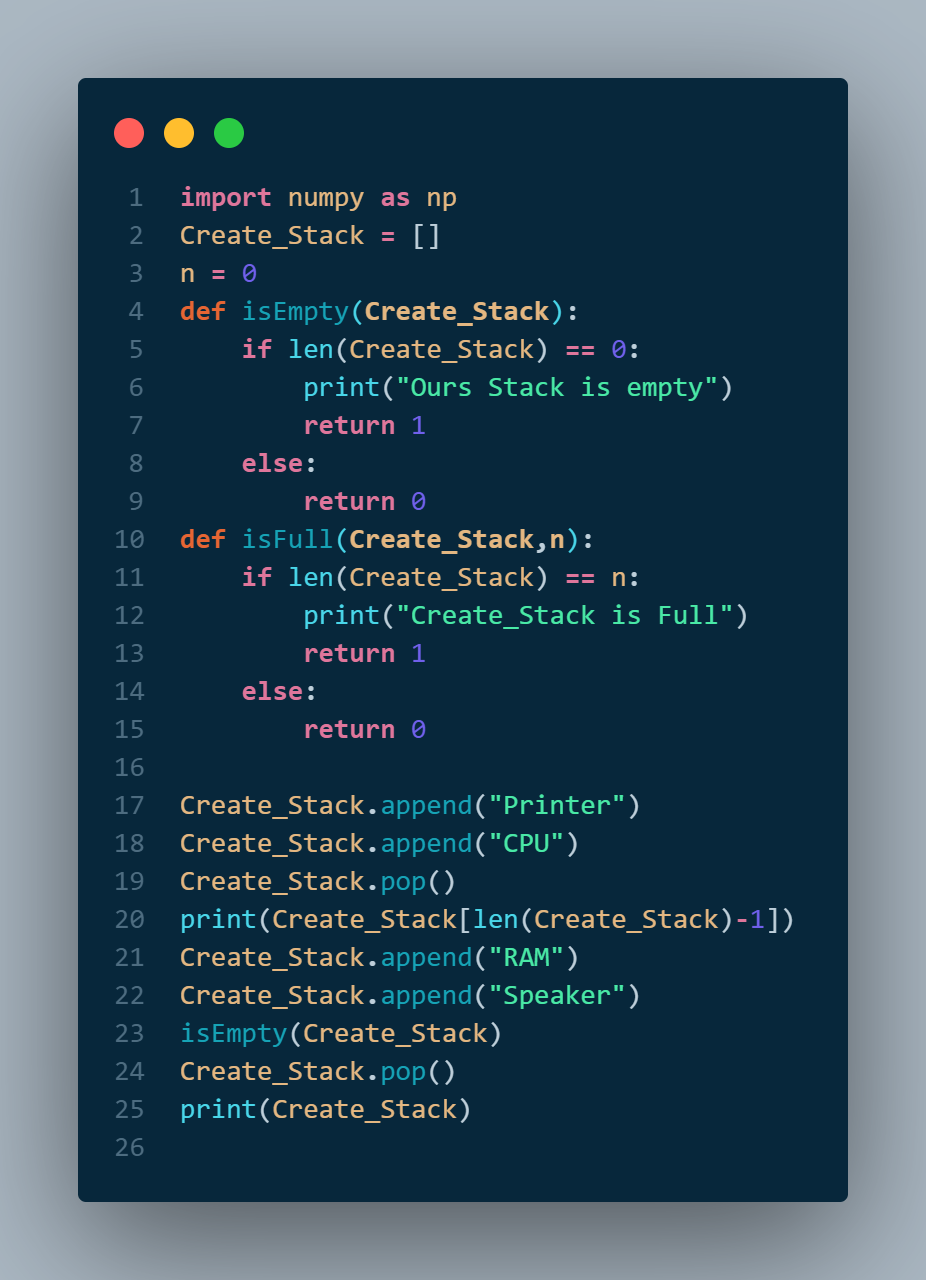 1 import numpy as np
2 Create_Stack = []
3 n = 0
4 def isEmpty(Create_Stack):
5     if len(Create_Stack) == 0:
6         print("Ours Stack is empty")
7         return 1
8     else:
9         return 0
10 def isFull(Create_Stack,n):
11     if len(Create_Stack) == n:
12         print("Create_Stack is Full")
13         return 1
14     else:
15         return 0
16
17 Create_Stack.append("Printer")
18 Create_Stack.append("CPU")
19 Create_Stack.pop()
20 print(Create_Stack[len(Create_Stack)-1])
21 Create_Stack.append("RAM")
22 Create_Stack.append("Speaker")
23 isEmpty(Create_Stack)
24 Create_Stack.pop()
25 print(Create_Stack)
26